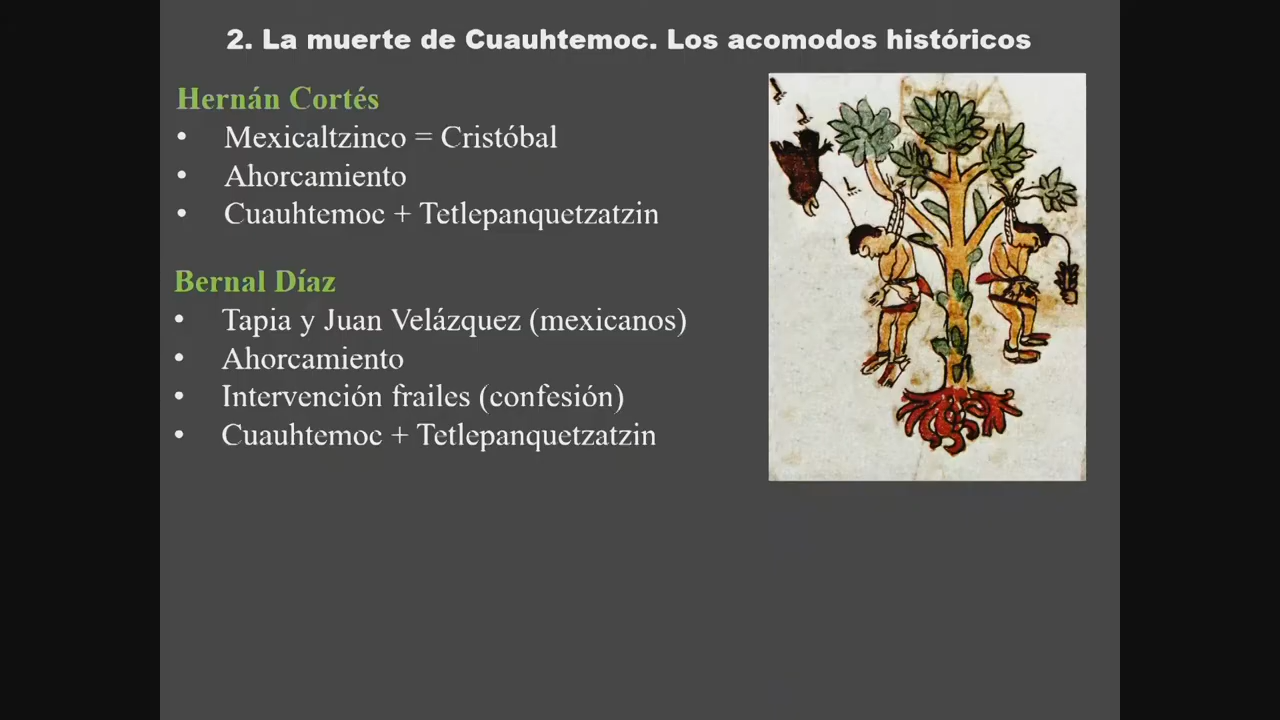 2. La muerte de Cuauhtemoc. Los acomodos históricos
Hernán Cortés
• Mexicaltzinco = Cristóbal
• Ahorcamiento
• Cuauhtemoc + Tetlepanquetzatzin
Bernal Díaz
• Tapia y Juan Velázquez (mexicanos)
• Ahorcamiento
• Intervención frailes (confesión)
• Cuauhtemoc + Tetlepanquetzatzin